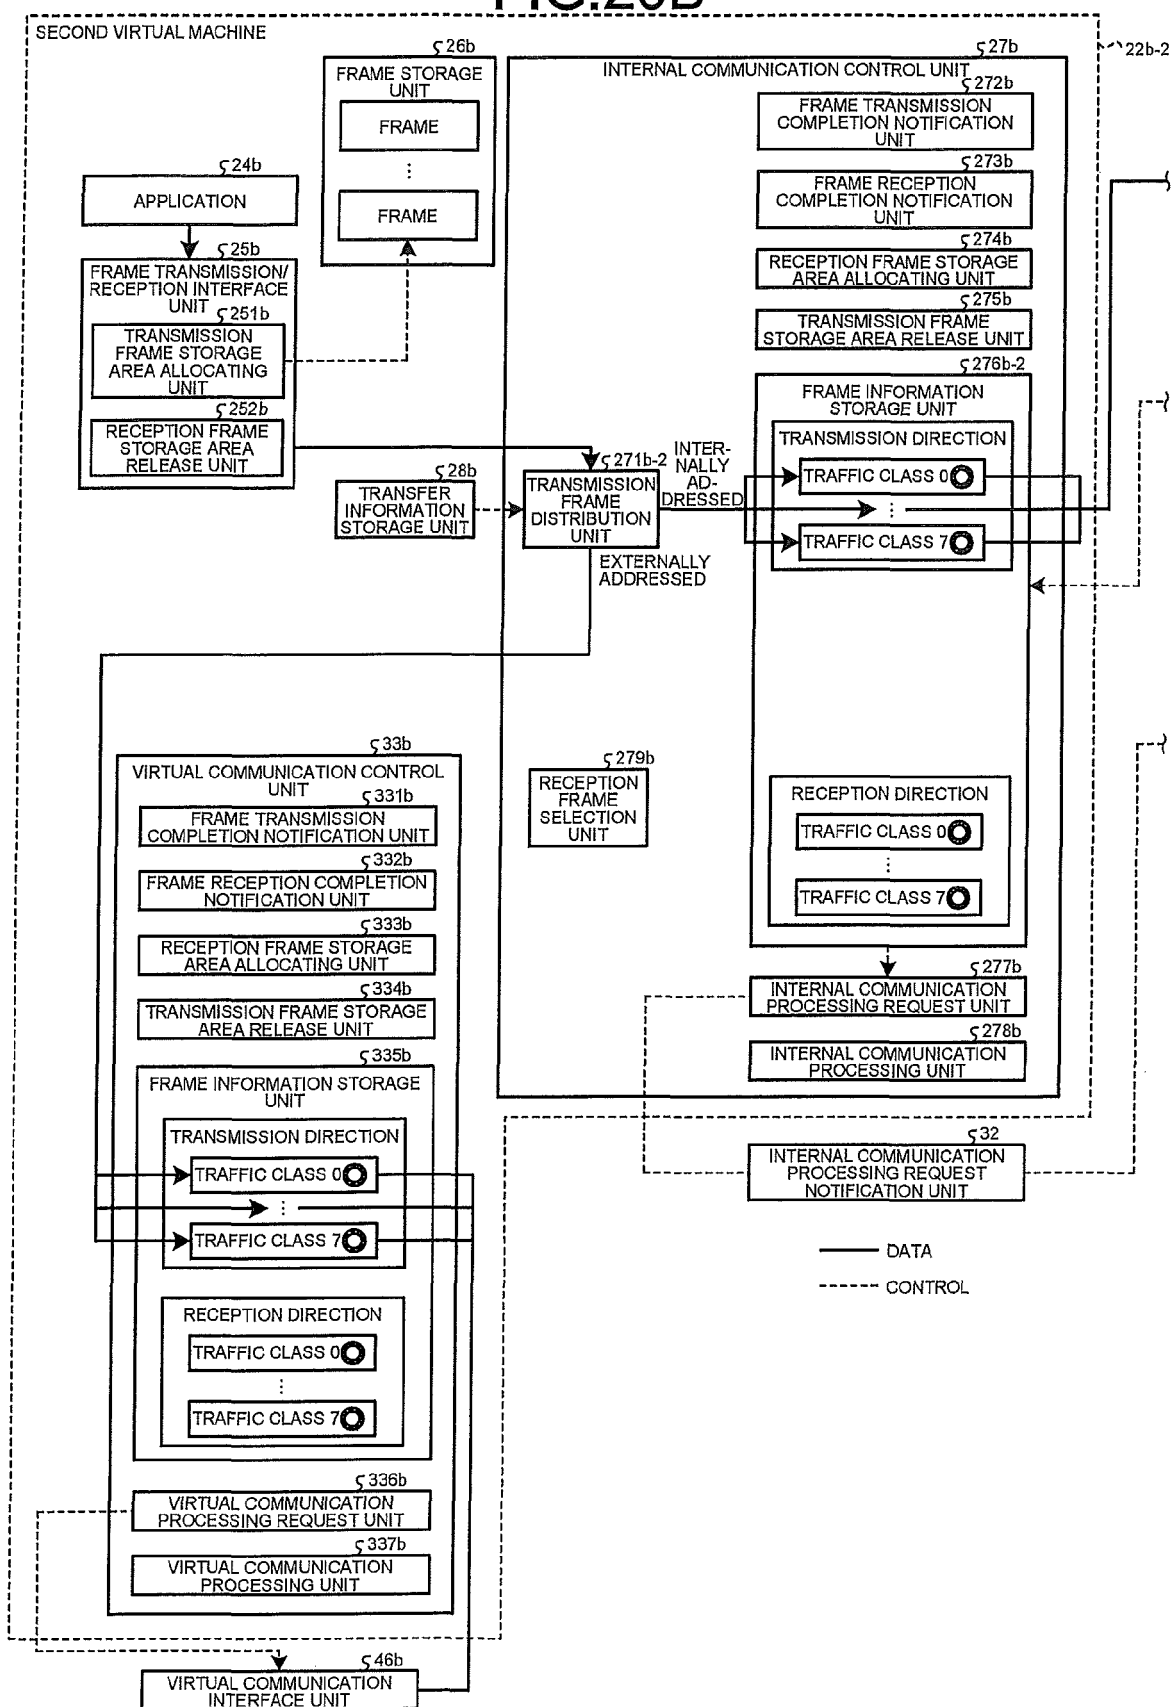 FIG.20B
SECOND VIRTUAL MACHINE
22b-2
26b
FRAME STORAGE
UNIT
FRAME
⋮
FRAME
24b
APPLICATION
25b
FRAME TRANSMISSION/
RECEPTION INTERFACE
UNIT
251b
TRANSMISSION
FRAME STORAGE
AREA ALLOCATING
UNIT
252b
RECEPTION FRAME
STORAGE AREA
RELEASE UNIT
28b
TRANSFER
INFORMATION
STORAGE UNIT
27b
INTERNAL COMMUNICATION CONTROL UNIT
272b
FRAME TRANSMISSION
COMPLETION NOTIFICATION
UNIT
273b
FRAME RECEPTION
COMPLETION NOTIFICATION
UNIT
274b
RECEPTION FRAME STORAGE
AREA ALLOCATING UNIT
275b
TRANSMISSION FRAME
STORAGE AREA RELEASE UNIT
271b-2
TRANSMISSION
FRAME
DISTRIBUTION
UNIT
INTER-
NALLY
AD-
DRESSED
EXTERNALLY
ADDRESSED
276b-2
FRAME INFORMATION
STORAGE UNIT
TRANSMISSION DIRECTION
TRAFFIC CLASS 0
⋮
TRAFFIC CLASS 7
RECEPTION DIRECTION
TRAFFIC CLASS 0
⋮
TRAFFIC CLASS 7
279b
RECEPTION
FRAME
SELECTION
UNIT
277b
INTERNAL COMMUNICATION
PROCESSING REQUEST UNIT
278b
INTERNAL COMMUNICATION
PROCESSING UNIT
32
INTERNAL COMMUNICATION
PROCESSING REQUEST
NOTIFICATION UNIT
DATA
CONTROL
33b
VIRTUAL COMMUNICATION CONTROL
UNIT
331b
FRAME TRANSMISSION
COMPLETION NOTIFICATION UNIT
332b
FRAME RECEPTION COMPLETION
NOTIFICATION UNIT
333b
RECEPTION FRAME STORAGE
AREA ALLOCATING UNIT
334b
TRANSMISSION FRAME STORAGE
AREA RELEASE UNIT
335b
FRAME INFORMATION STORAGE
UNIT
TRANSMISSION DIRECTION
TRAFFIC CLASS 0
⋮
TRAFFIC CLASS 7
RECEPTION DIRECTION
TRAFFIC CLASS 0
⋮
TRAFFIC CLASS 7
336b
VIRTUAL COMMUNICATION
PROCESSING REQUEST UNIT
337b
VIRTUAL COMMUNICATION
PROCESSING UNIT
46b
VIRTUAL COMMUNICATION
INTERFACE UNIT